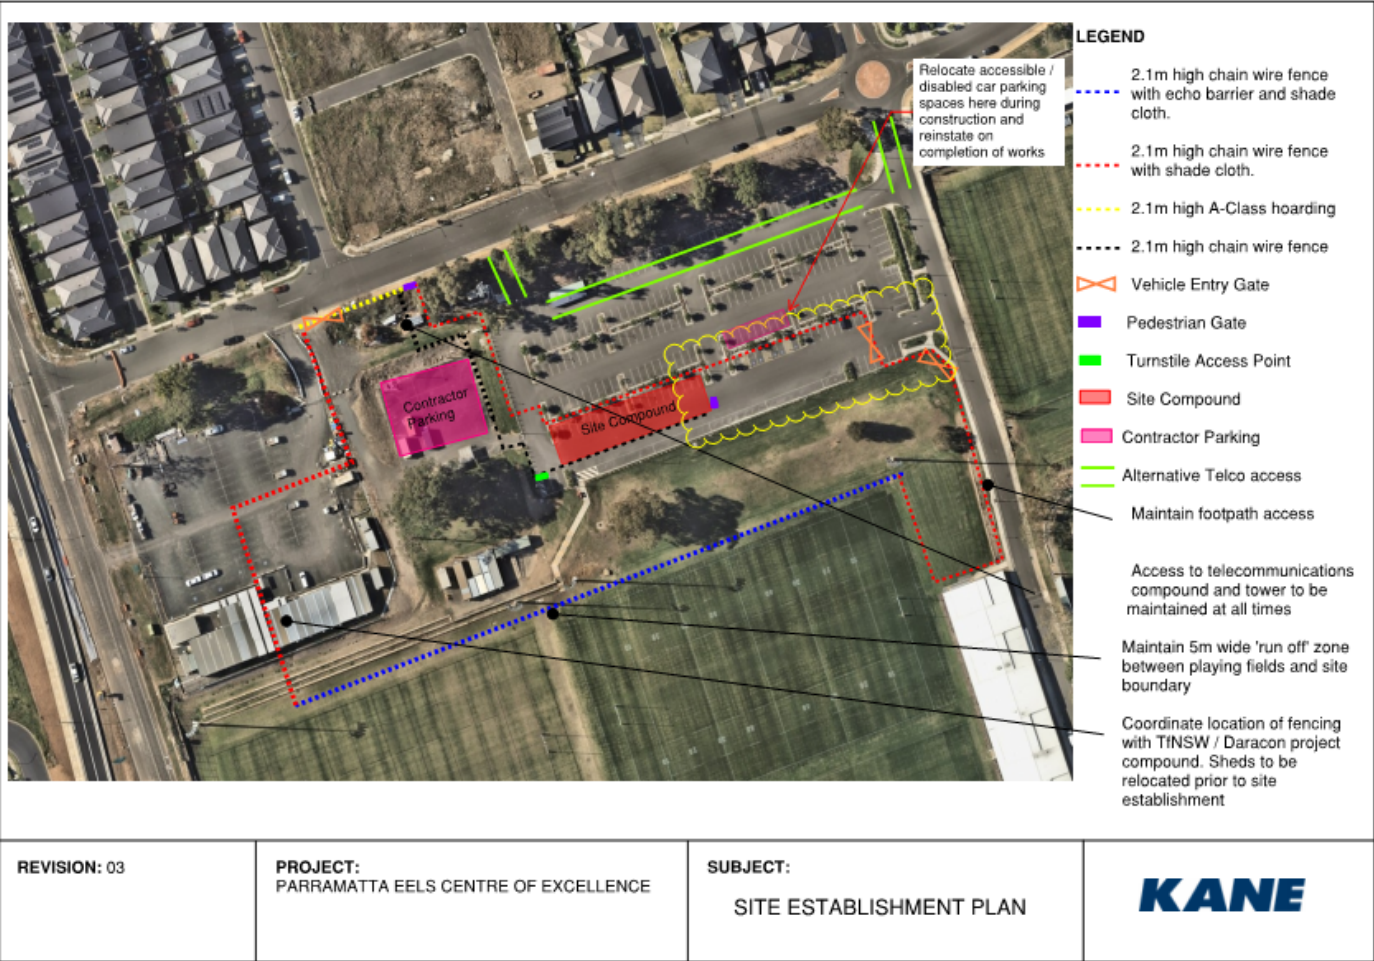 Relocate accessible /
disabled car parking
spaces here during
construction and
reinstate on
completion of works
Contractor
Parking
Site Compound
LEGEND
2.1m high chain wire fence
with echo barrier and shade
cloth.
2.1m high chain wire fence
with shade cloth.
2.1m high A-Class hoarding
2.1m high chain wire fence
Vehicle Entry Gate
Pedestrian Gate
Turnstile Access Point
Site Compound
Contractor Parking
Alternative Telco access
Maintain footpath access
Access to telecommunications
compound and tower to be
maintained at all times
Maintain 5m wide 'run off' zone
between playing fields and site
boundary
Coordinate location of fencing
with TfNSW / Daracon project
compound. Sheds to be
relocated prior to site
establishment
REVISION: 03
PROJECT:
PARRAMATTA EELS CENTRE OF EXCELLENCE
SUBJECT:
SITE ESTABLISHMENT PLAN
KANE